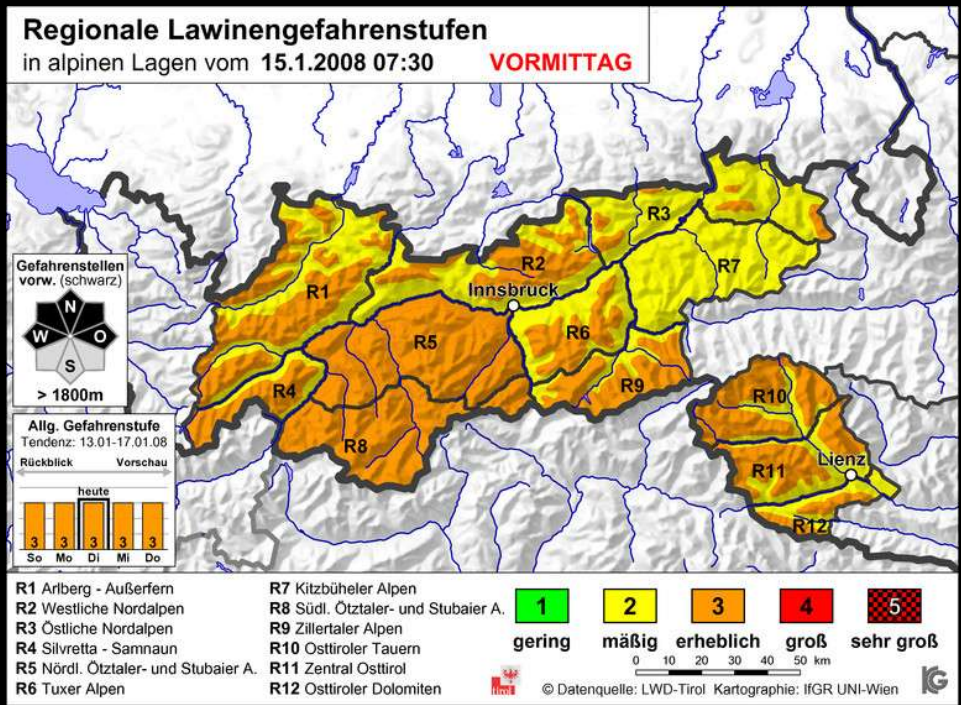 Regionale Lawinengefahrenstufen
in alpinen Lagen vom 15.1.2008 07:30 VORMITTAG
Gefahrenstellen
vorw. (schwarz)
N
W O
S
> 1800m
Allg. Gefahrenstufe
Tendenz: 13.01-17.01.08
Rückblick Vorschau
heute
3 3 3 3 3
So Mo Di Mi Do
R3
R2
R7
R1
Innsbruck
R5
R6
R4
R9
R8
R10
R11
Lienz
R12
R1 Arlberg - Außerfern
R2 Westliche Nordalpen
R3 Östliche Nordalpen
R4 Silvretta - Samnaun
R5 Nördl. Ötztaler- und Stubaier A.
R6 Tuxer Alpen
R7 Kitzbüheler Alpen
R8 Südl. Ötztaler- und Stubaier A.
R9 Zillertaler Alpen
R10 Osttiroler Tauern
R11 Zentral Osttirol
R12 Osttiroler Dolomiten
1 2 3 4 5
gering mäßig erheblich groß sehr groß
0 10 20 30 40 50 km
tirol
© Datenquelle: LWD-Tirol Kartographie: IfGR UNI-Wien